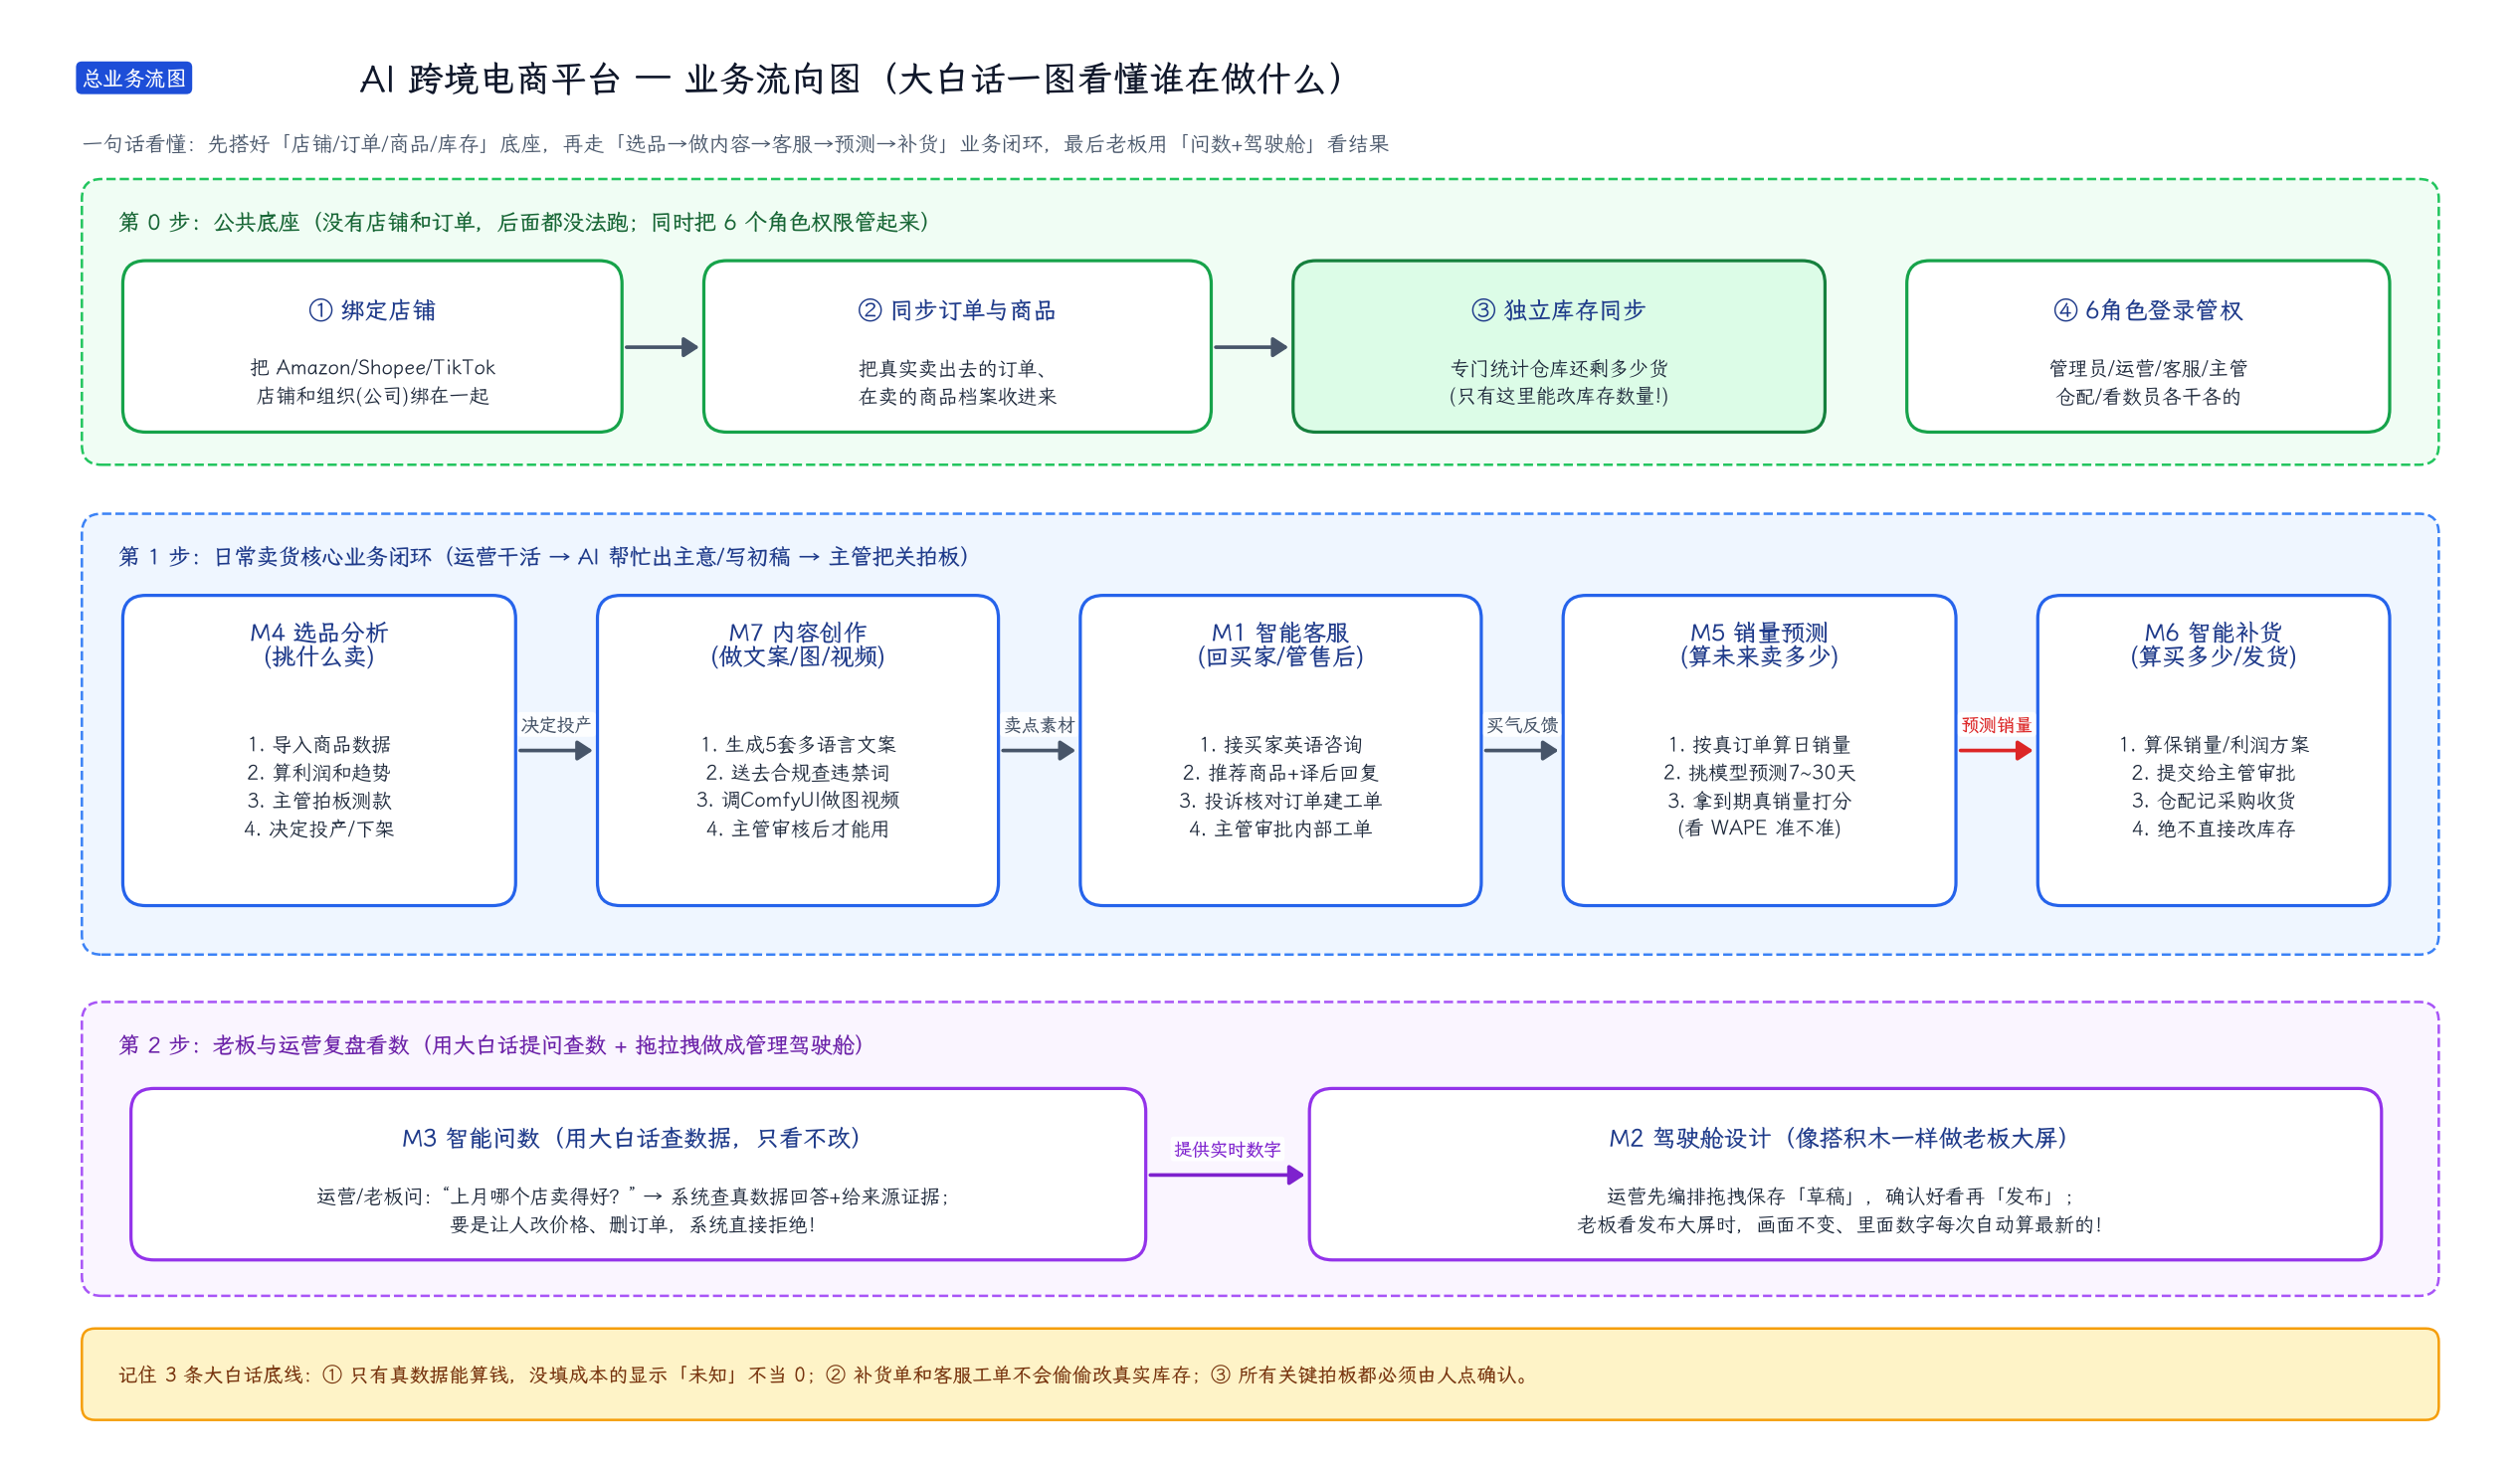 总业务流图
AI 跨境电商平台 — 业务流向图（大白话一图看懂谁在做什么）
一句话看懂：先搭好「店铺/订单/商品/库存」底座，再走「选品→做内容→客服→预测→补货」业务闭环，最后老板用「问数+驾驶舱」看结果
第 0 步：公共底座（没有店铺和订单，后面都没法跑；同时把 6 个角色权限管起来）
① 绑定店铺
把 Amazon/Shopee/TikTok
店铺和组织(公司)绑在一起
② 同步订单与商品
把真实卖出去的订单、
在卖的商品档案收进来
③ 独立库存同步
专门统计仓库还剩多少货
(只有这里能改库存数量!)
④ 6角色登录管权
管理员/运营/客服/主管
仓配/看数员各干各的
第 1 步：日常卖货核心业务闭环（运营干活 → AI 帮忙出主意/写初稿 → 主管把关拍板）
M4 选品分析
(挑什么卖)
1. 导入商品数据
2. 算利润和趋势
3. 主管拍板测款
4. 决定投产/下架
决定投产
M7 内容创作
(做文案/图/视频)
1. 生成5套多语言文案
2. 送去合规查违禁词
3. 调ComfyUI做图视频
4. 主管审核后才能用
卖点素材
M1 智能客服
(回买家/管售后)
1. 接买家英语咨询
2. 推荐商品+译后回复
3. 投诉核对订单建工单
4. 主管审批内部工单
买气反馈
M5 销量预测
(算未来卖多少)
1. 按真订单算日销量
2. 挑模型预测7~30天
3. 拿到期真销量打分
(看 WAPE 准不准)
预测销量
M6 智能补货
(算买多少/发货)
1. 算保销量/利润方案
2. 提交给主管审批
3. 仓配记采购收货
4. 绝不直接改库存
第 2 步：老板与运营复盘看数（用大白话提问查数 + 拖拉拽做成管理驾驶舱）
M3 智能问数（用大白话查数据，只看不改）
运营/老板问：“上月哪个店卖得好？” → 系统查真数据回答+给来源证据；
要是让人改价格、删订单，系统直接拒绝！
提供实时数字
M2 驾驶舱设计（像搭积木一样做老板大屏）
运营先编排拖拽保存「草稿」，确认好看再「发布」；
老板看发布大屏时，画面不变、里面数字每次自动算最新的！
记住 3 条大白话底线：① 只有真数据能算钱，没填成本的显示「未知」不当 0；② 补货单和客服工单不会偷偷改真实库存；③ 所有关键拍板都必须由人点确认。